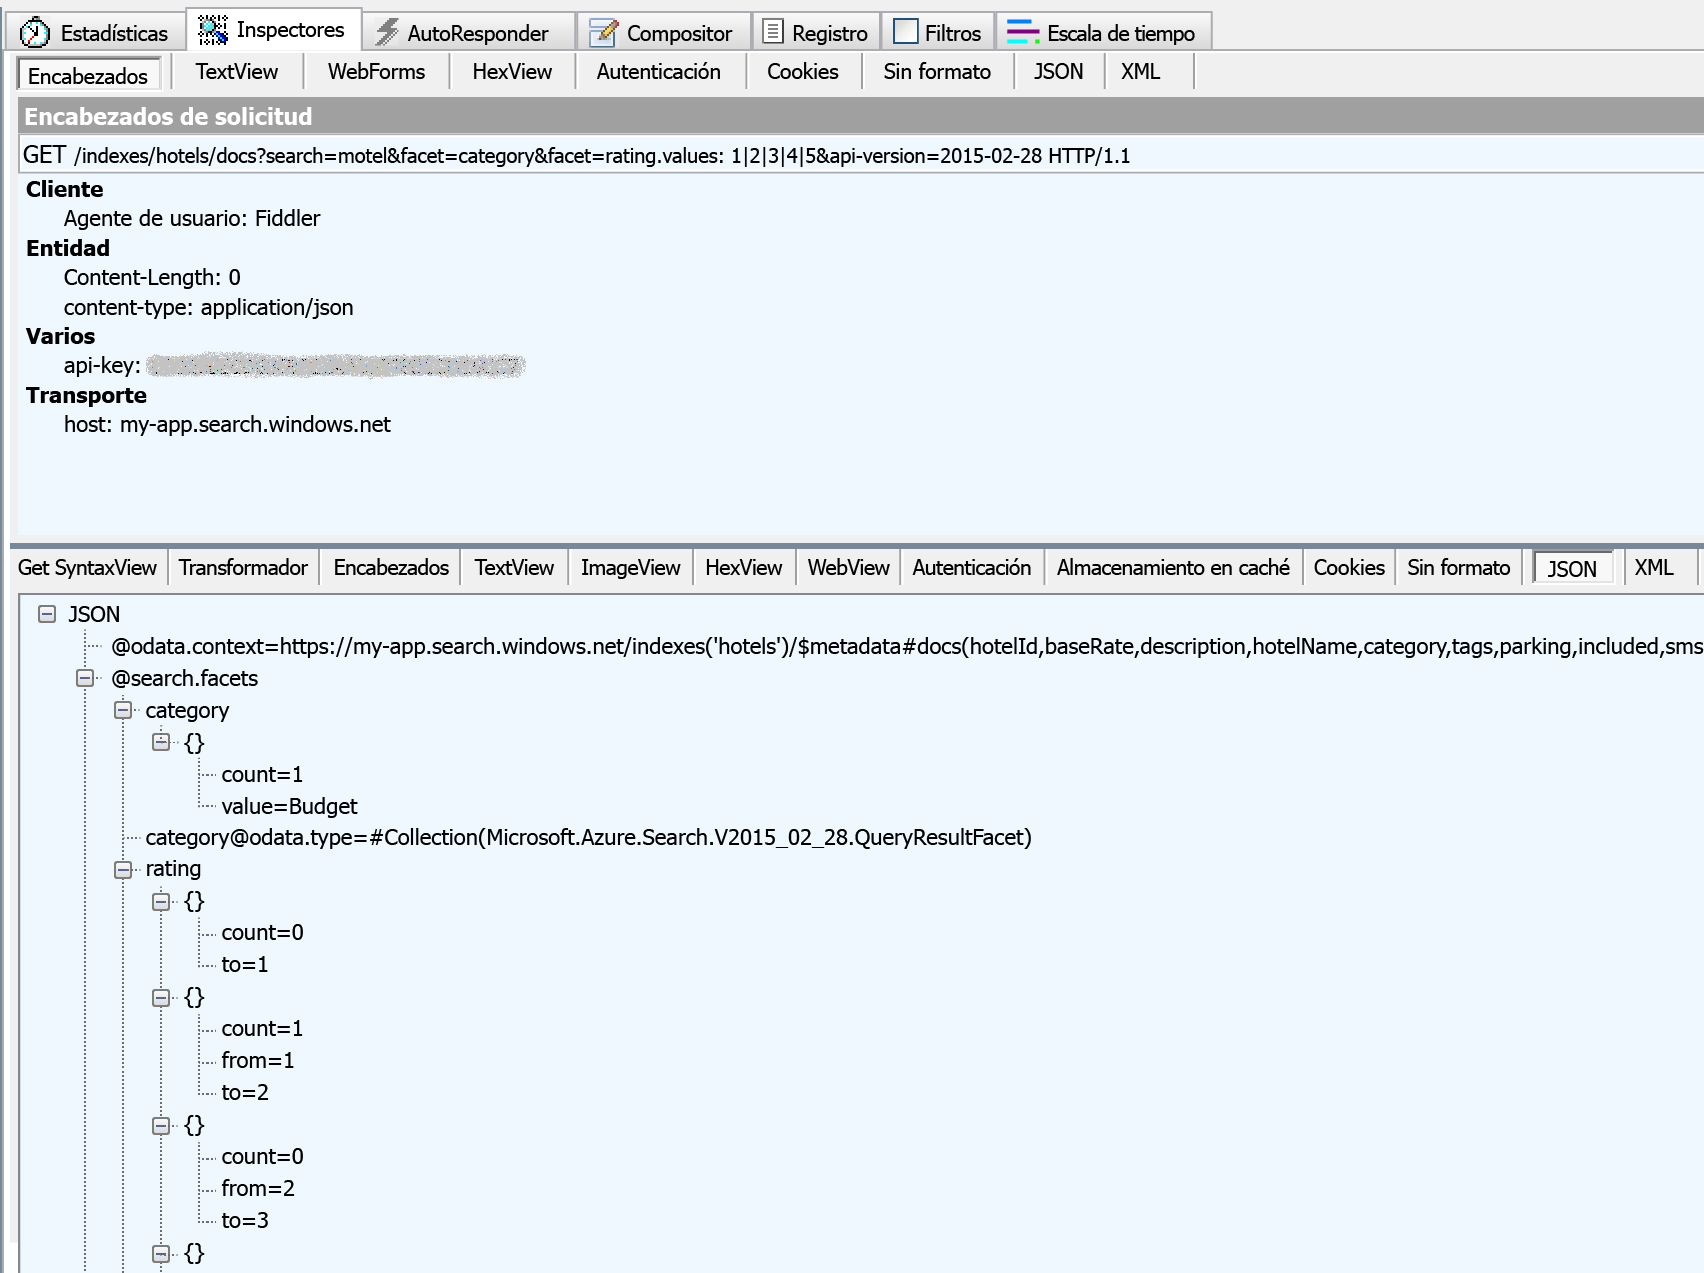 Estadísticas Inspectores AutoResponder Compositor Registro Filtros Escala de tiempo
Encabezados TextView WebForms HexView Autenticación Cookies Sin formato JSON XML
Encabezados de solicitud
GET /indexes/hotels/docs?search=motel&facet=category&facet=rating.values: 1|2|3|4|5&api-version=2015-02-28 HTTP/1.1
Cliente
Agente de usuario: Fiddler
Entidad
Content-Length: 0
content-type: application/json
Varios
api-key:
Transporte
host: my-app.search.windows.net
Get SyntaxView Transformador Encabezados TextView ImageView HexView WebView Autenticación Almacenamiento en caché Cookies Sin formato JSON XML
JSON
@odata.context=https://my-app.search.windows.net/indexes('hotels')/$metadata#docs(hotelId,baseRate,description,hotelName,category,tags,parking,included,sms
@search.facets
category
{}
count=1
value=Budget
category@odata.type=#Collection(Microsoft.Azure.Search.V2015_02_28.QueryResultFacet)
rating
{}
count=0
to=1
{}
count=1
from=1
to=2
{}
count=0
from=2
to=3
{}